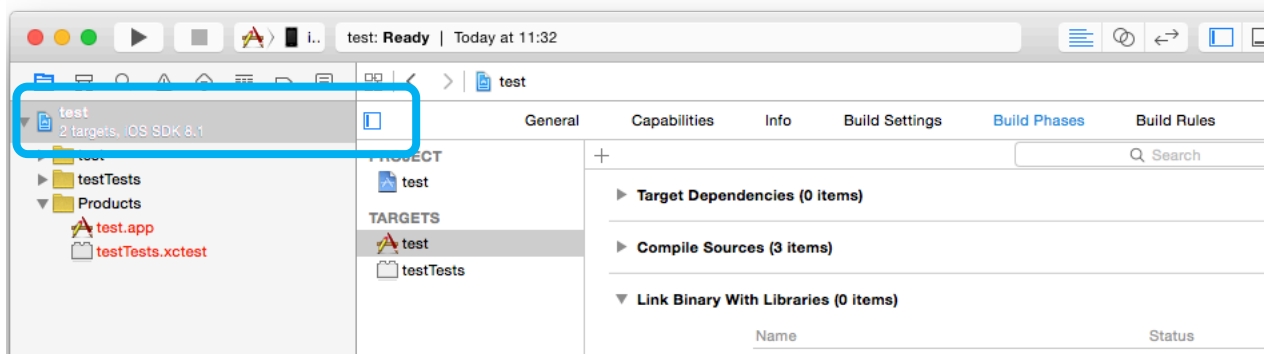 i.. test: Ready | Today at 11:32
test
test
2 targets, iOS SDK 8.1
General Capabilities Info Build Settings Build Phases Build Rules
test
PROJECT
Search
testTests
test
Products
Target Dependencies (0 items)
TARGETS
test.app
test
Compile Sources (3 items)
testTests.xctest
testTests
Link Binary With Libraries (0 items)
Name Status